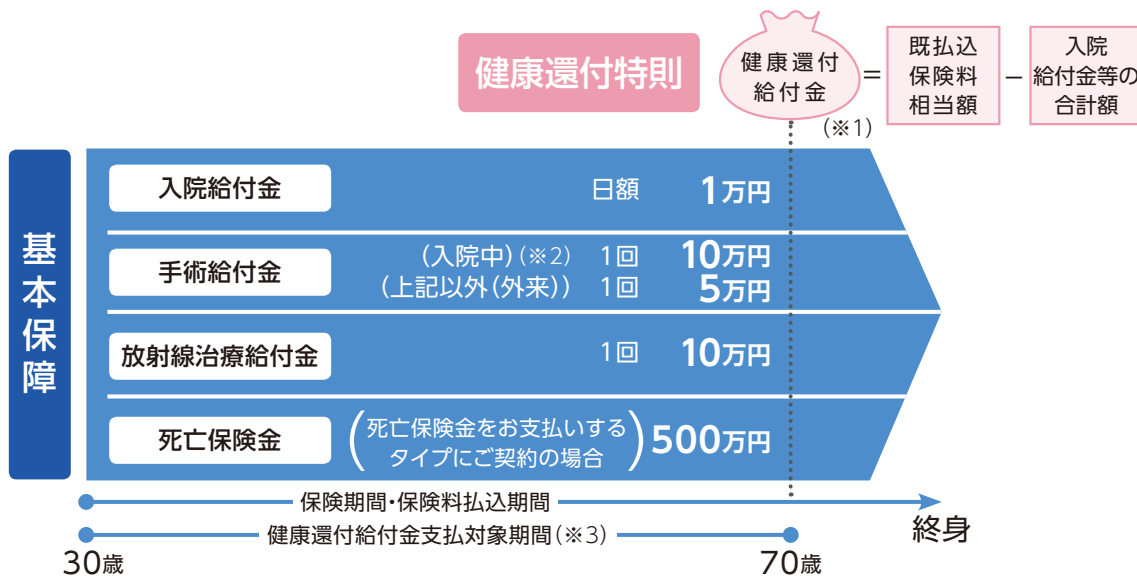 健康還付特則
健康還付
給付金
=
既払込
保険料
相当額
−
入院
給付金等の
合計額
(※1)
基本保障
入院給付金 日額 1万円
手術給付金 (入院中)(※2) 1回 10万円
(上記以外(外来)) 1回 5万円
放射線治療給付金 1回 10万円
死亡保険金 (死亡保険金をお支払いする
タイプにご契約の場合) 500万円
保険期間・保険料払込期間
終身
健康還付給付金支払対象期間(※3)
30歳 70歳